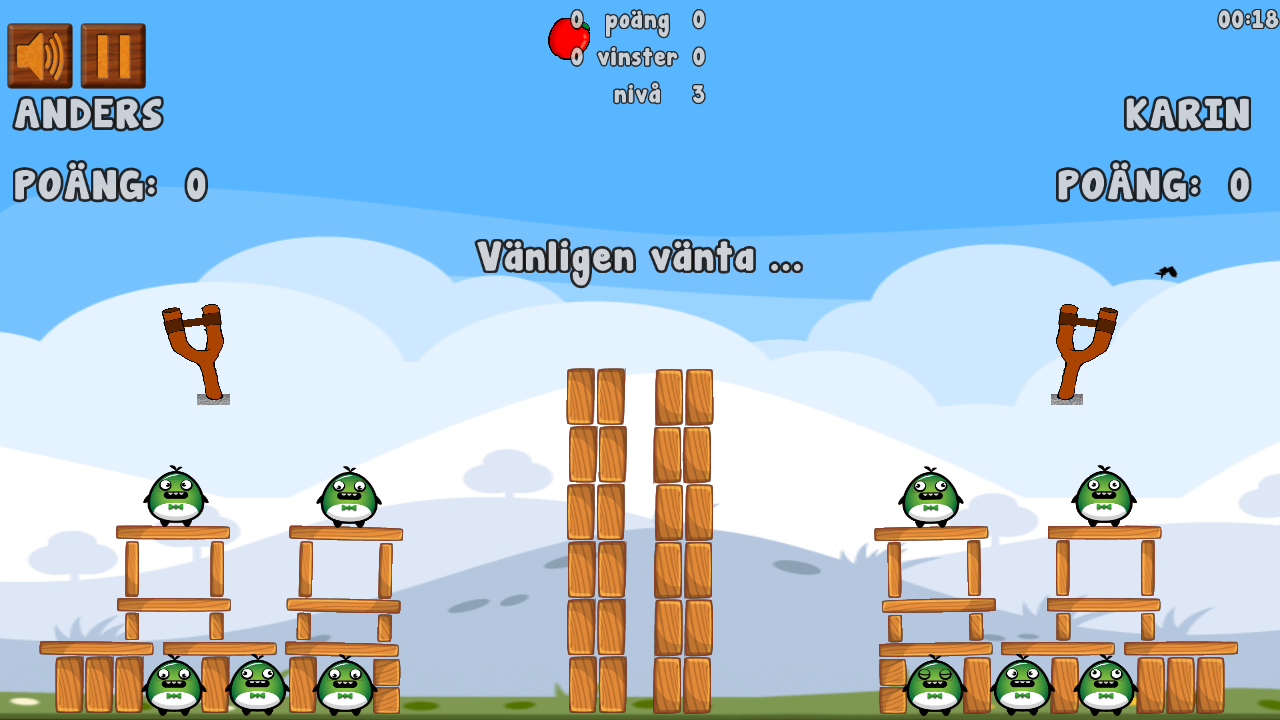 0 poäng 0
00:18
0 vinster 0
nivå 3
ANDERS
KARIN
POÄNG: 0
POÄNG: 0
Vänligen vänta ...